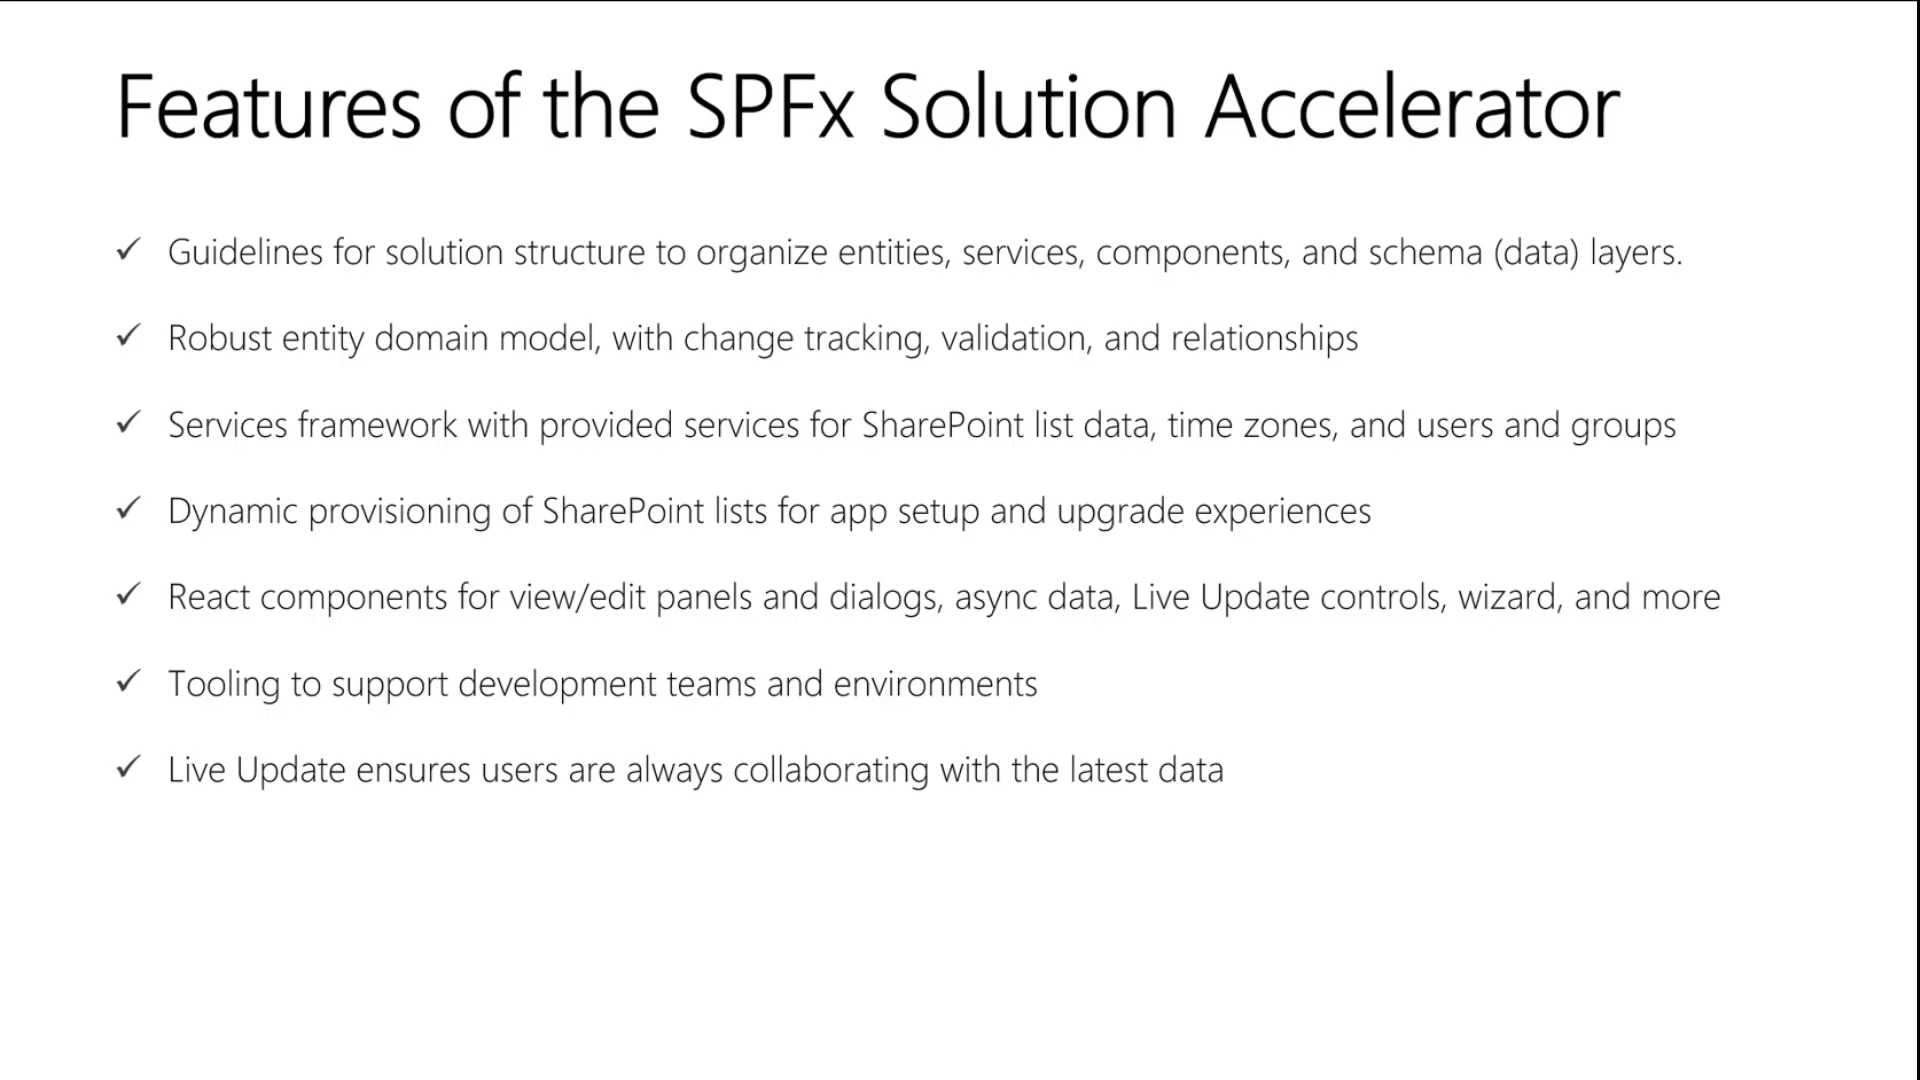 Features of the SPFx Solution Accelerator
✓ Guidelines for solution structure to organize entities, services, components, and schema (data) layers.
✓ Robust entity domain model, with change tracking, validation, and relationships
✓ Services framework with provided services for SharePoint list data, time zones, and users and groups
✓ Dynamic provisioning of SharePoint lists for app setup and upgrade experiences
✓ React components for view/edit panels and dialogs, async data, Live Update controls, wizard, and more
✓ Tooling to support development teams and environments
✓ Live Update ensures users are always collaborating with the latest data